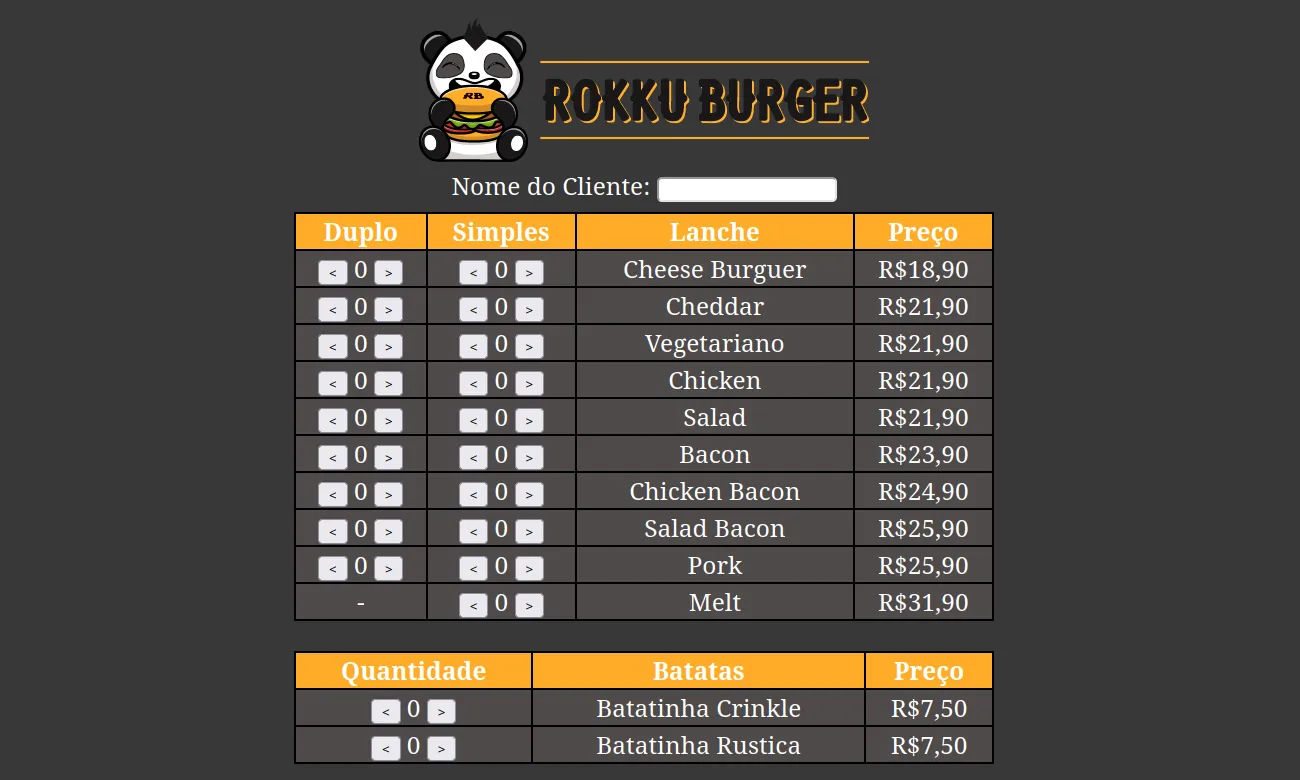 RB
ROKKU BURGER
Nome do Cliente:
Duplo Simples Lanche Preço
< 0 > < 0 > Cheese Burguer R$18,90
< 0 > < 0 > Cheddar R$21,90
< 0 > < 0 > Vegetariano R$21,90
< 0 > < 0 > Chicken R$21,90
< 0 > < 0 > Salad R$21,90
< 0 > < 0 > Bacon R$23,90
< 0 > < 0 > Chicken Bacon R$24,90
< 0 > < 0 > Salad Bacon R$25,90
< 0 > < 0 > Pork R$25,90
- < 0 > Melt R$31,90
Quantidade Batatas Preço
< 0 > Batatinha Crinkle R$7,50
< 0 > Batatinha Rustica R$7,50